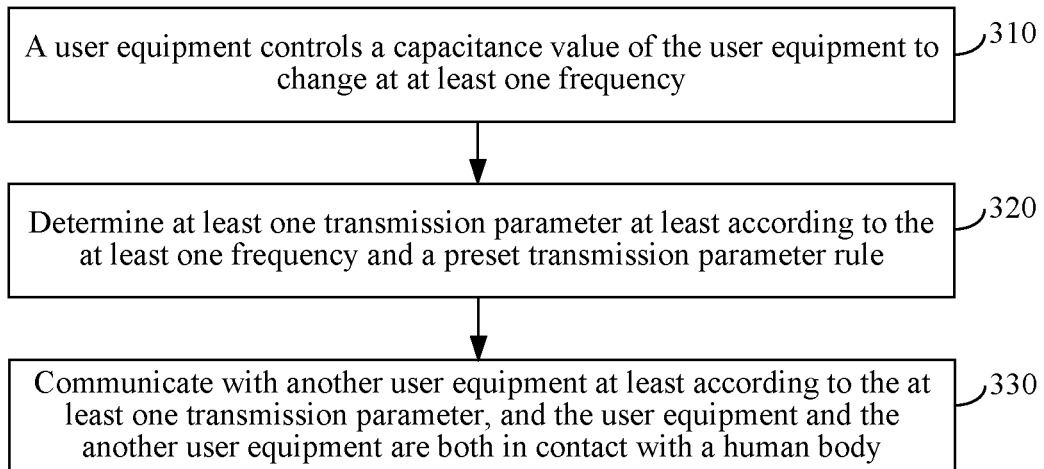 A user equipment controls a capacitance value of the user equipment to
change at at least one frequency
310
Determine at least one transmission parameter at least according to the
at least one frequency and a preset transmission parameter rule
320
Communicate with another user equipment at least according to the at
least one transmission parameter, and the user equipment and the
another user equipment are both in contact with a human body
330